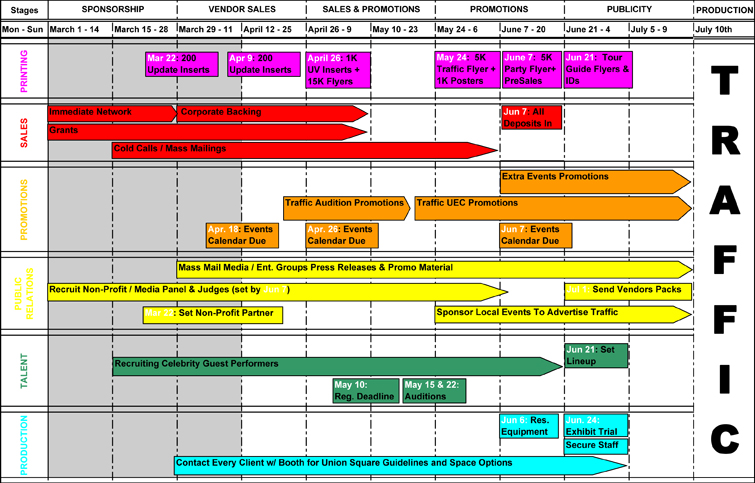 Stages
SPONSORSHIP
VENDOR SALES
SALES & PROMOTIONS
PROMOTIONS
PUBLICITY
PRODUCTION
Mon - Sun
March 1 - 14
March 15 - 28
March 29 - 11
April 12 - 25
April 26 - 9
May 10 - 23
May 24 - 6
June 7 - 20
June 21 - 4
July 5 - 9
July 10th
PRINTING
Mar 22: 200
Update Inserts
Apr 9: 200
Update Inserts
April 26: 1K
UV Inserts +
15K Flyers
May 24: 5K
Traffic Flyer +
1K Posters
June 7: 5K
Party Flyer+
PreSales
Jun 21: Tour
Guide Flyers &
IDs
SALES
Immediate Network
Corporate Backing
Grants
Cold Calls / Mass Mailings
Jun 7: All
Deposits In
PROMOTIONS
Extra Events Promotions
Traffic Audition Promotions
Traffic UEC Promotions
Apr. 18: Events
Calendar Due
Apr. 26: Events
Calendar Due
Jun 7: Events
Calendar Due
PUBLIC
RELATIONS
Mass Mail Media / Ent. Groups Press Releases & Promo Material
Recruit Non-Profit / Media Panel & Judges (set by Jun )
Send Vendors Packs
Mar : Set Non-Profit Partner
Sponsor Local Events To Advertise Traffic
TALENT
Jun 21: Set
Lineup
Recruiting Celebrity Guest Performers
May 10:
Reg. Deadline
May 15 & 22:
Auditions
PRODUCTION
Jun 6: Res.
Equipment
Jun. 24:
Exhibit Trial
Secure Staff
Contact Every Client w/ Booth for Union Square Guidelines and Space Options
TRAFFIC